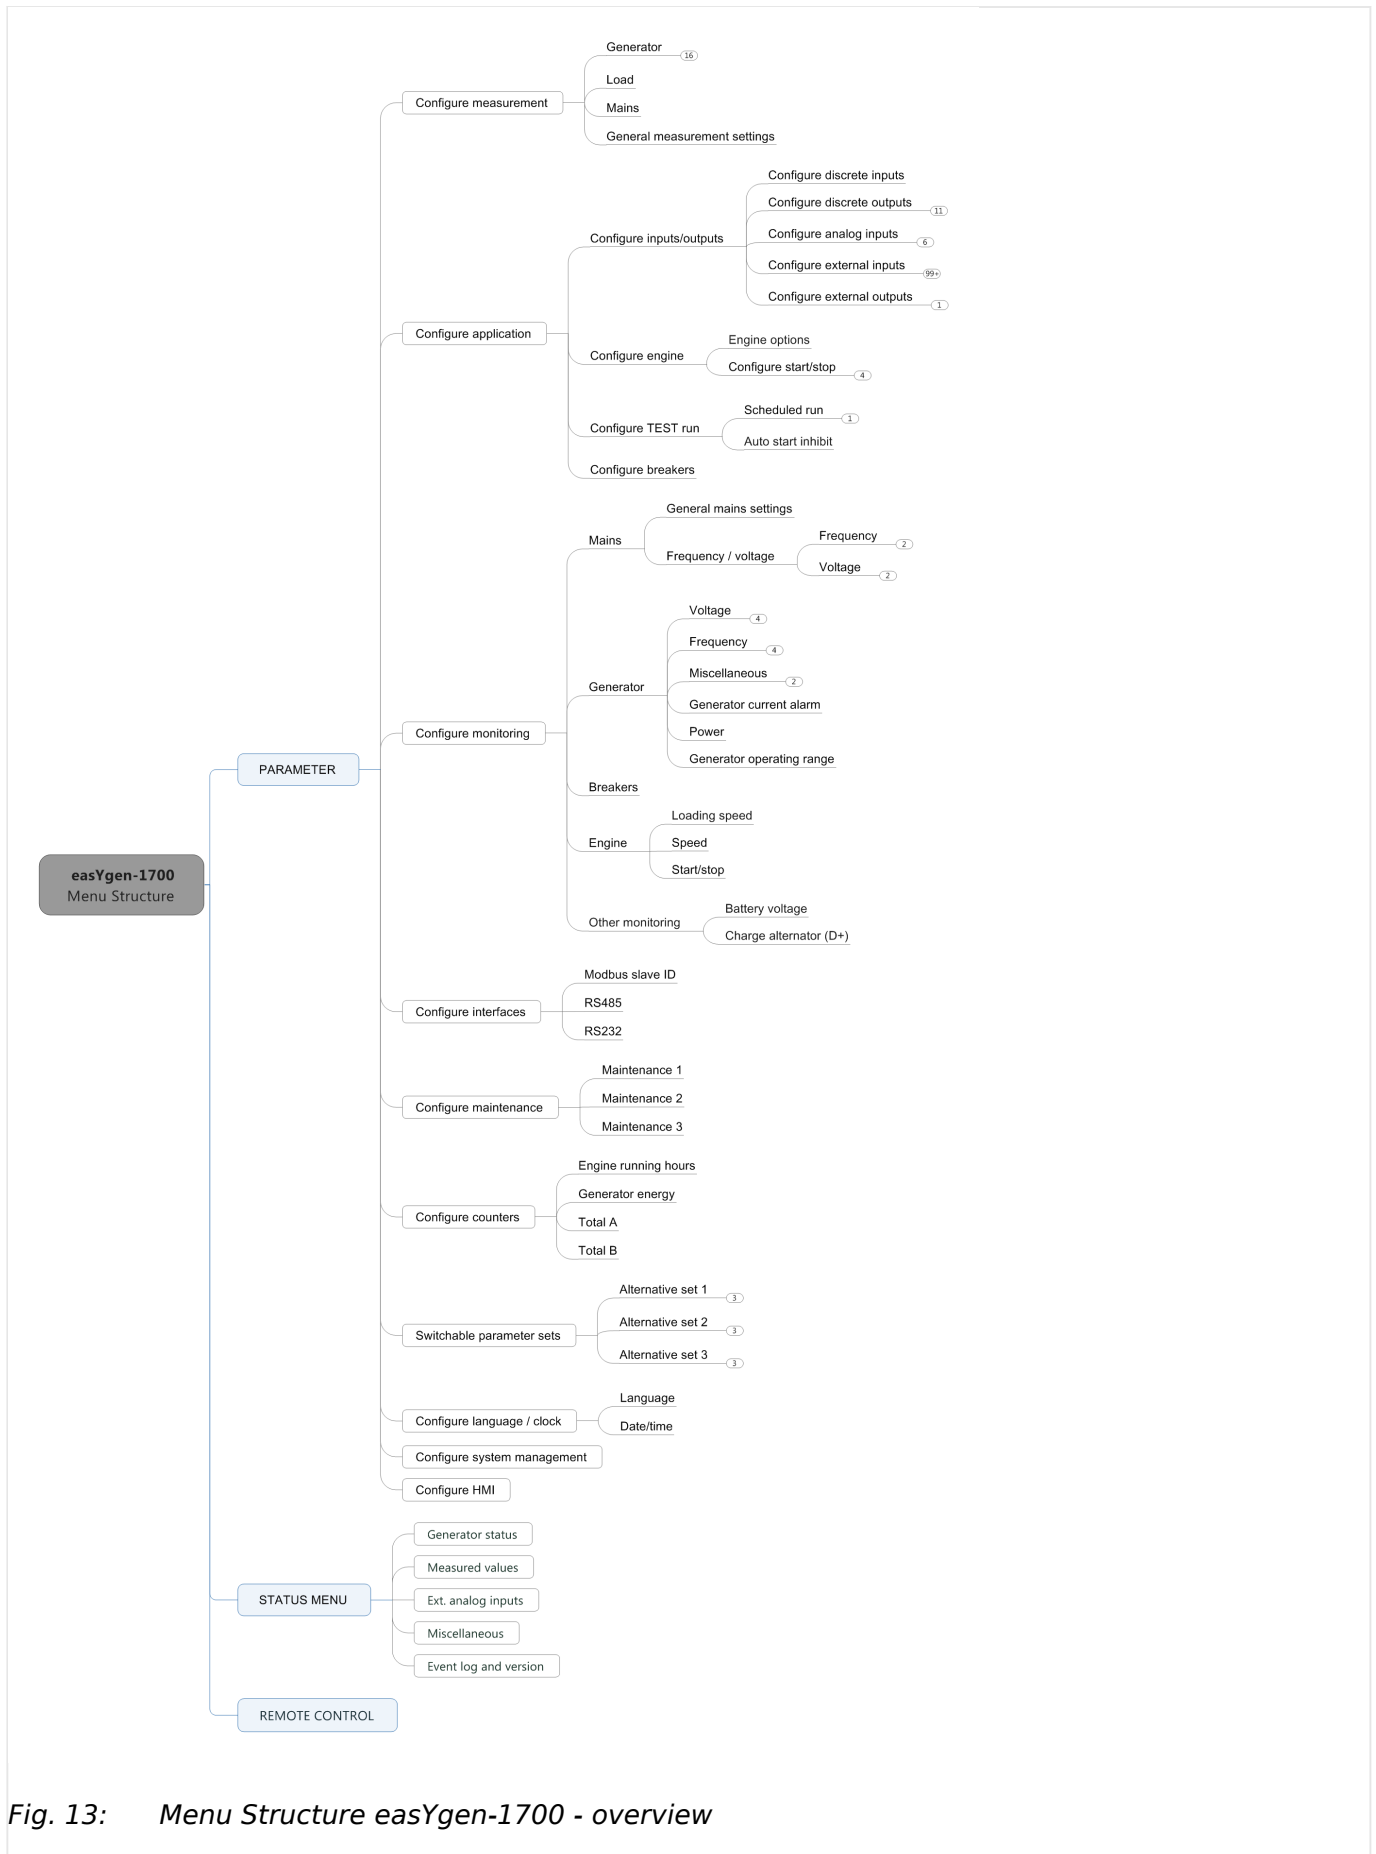 Generator
16
Load
Configure measurement
Mains
General measurement settings
Configure discrete inputs
Configure discrete outputs
11
Configure inputs/outputs
Configure analog inputs
6
Configure external inputs
99+
Configure external outputs
1
Configure application
Engine options
Configure engine
Configure start/stop
4
Scheduled run
1
Configure TEST run
Auto start inhibit
Configure breakers
General mains settings
Mains
Frequency / voltage
Frequency
2
Voltage
2
Voltage
4
Frequency
4
Miscellaneous
2
Generator
Generator current alarm
Power
Generator operating range
Configure monitoring
PARAMETER
Breakers
Loading speed
Engine
Speed
Start/stop
easYgen-1700
Menu Structure
Other monitoring
Battery voltage
Charge alternator (D+)
Modbus slave ID
Configure interfaces
RS485
RS232
Maintenance 1
Configure maintenance
Maintenance 2
Maintenance 3
Engine running hours
Generator energy
Configure counters
Total A
Total B
Alternative set 1
3
Switchable parameter sets
Alternative set 2
3
Alternative set 3
3
Language
Configure language / clock
Date/time
Configure system management
Configure HMI
Generator status
Measured values
STATUS MENU
Ext. analog inputs
Miscellaneous
Event log and version
REMOTE CONTROL
Fig. 13: Menu Structure easYgen-1700 - overview